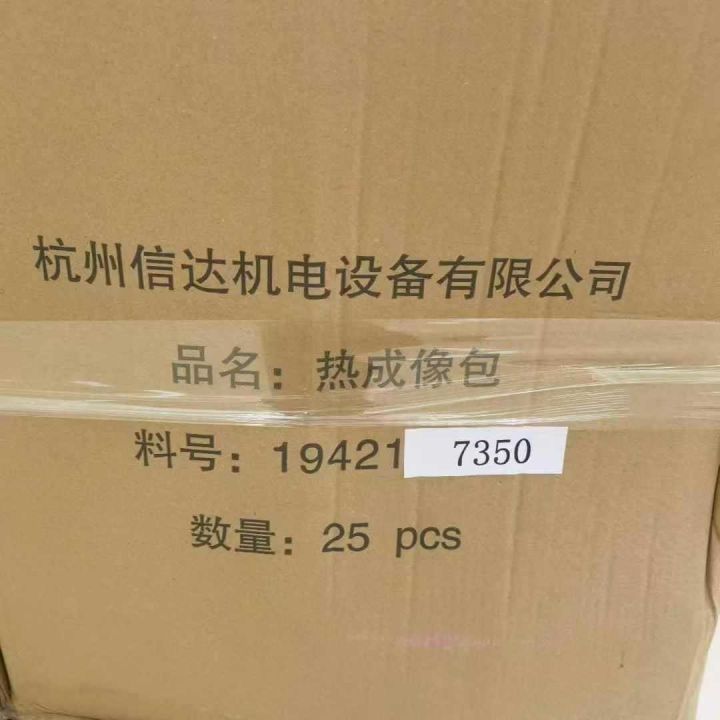 杭州信达机电设备有限公司
品名：热成像包
料号：19421 7350
数量：25 pcs